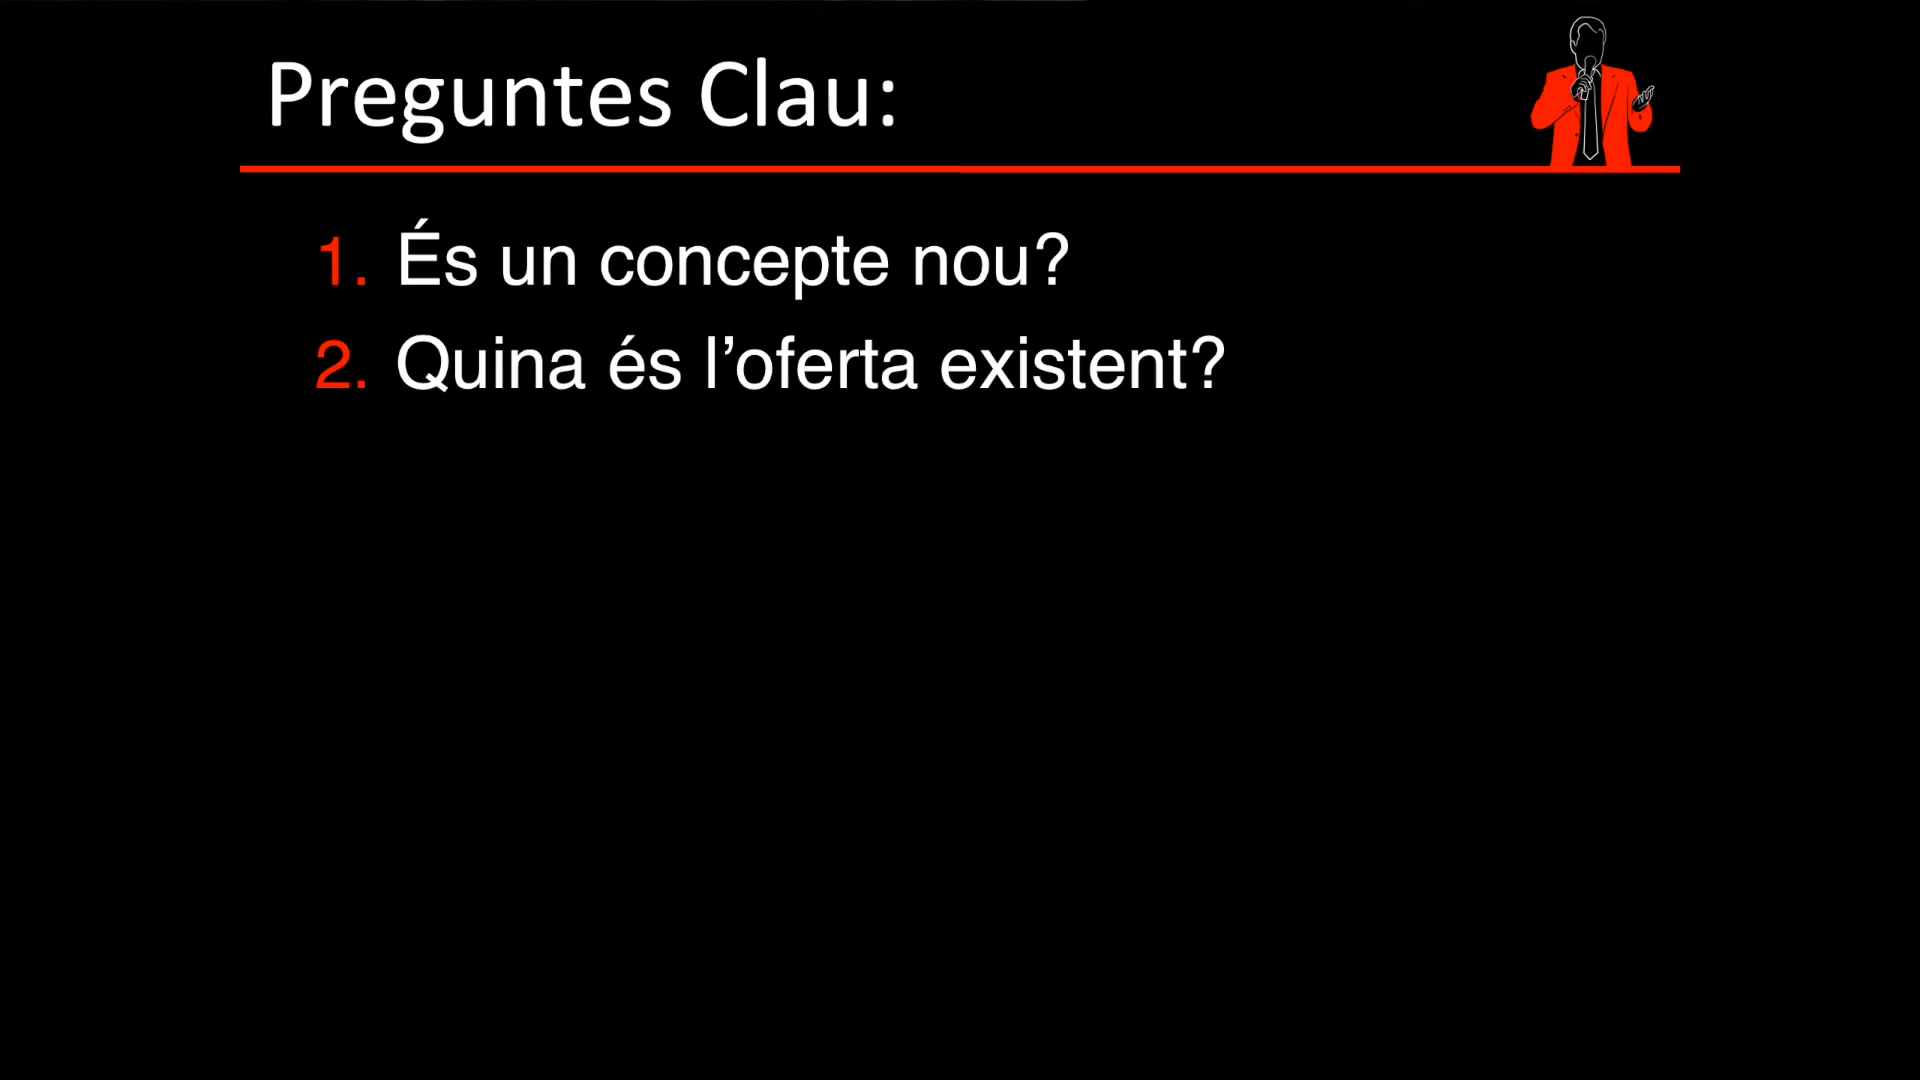 Preguntes Clau:
1. És un concepte nou?
2. Quina és l’oferta existent?